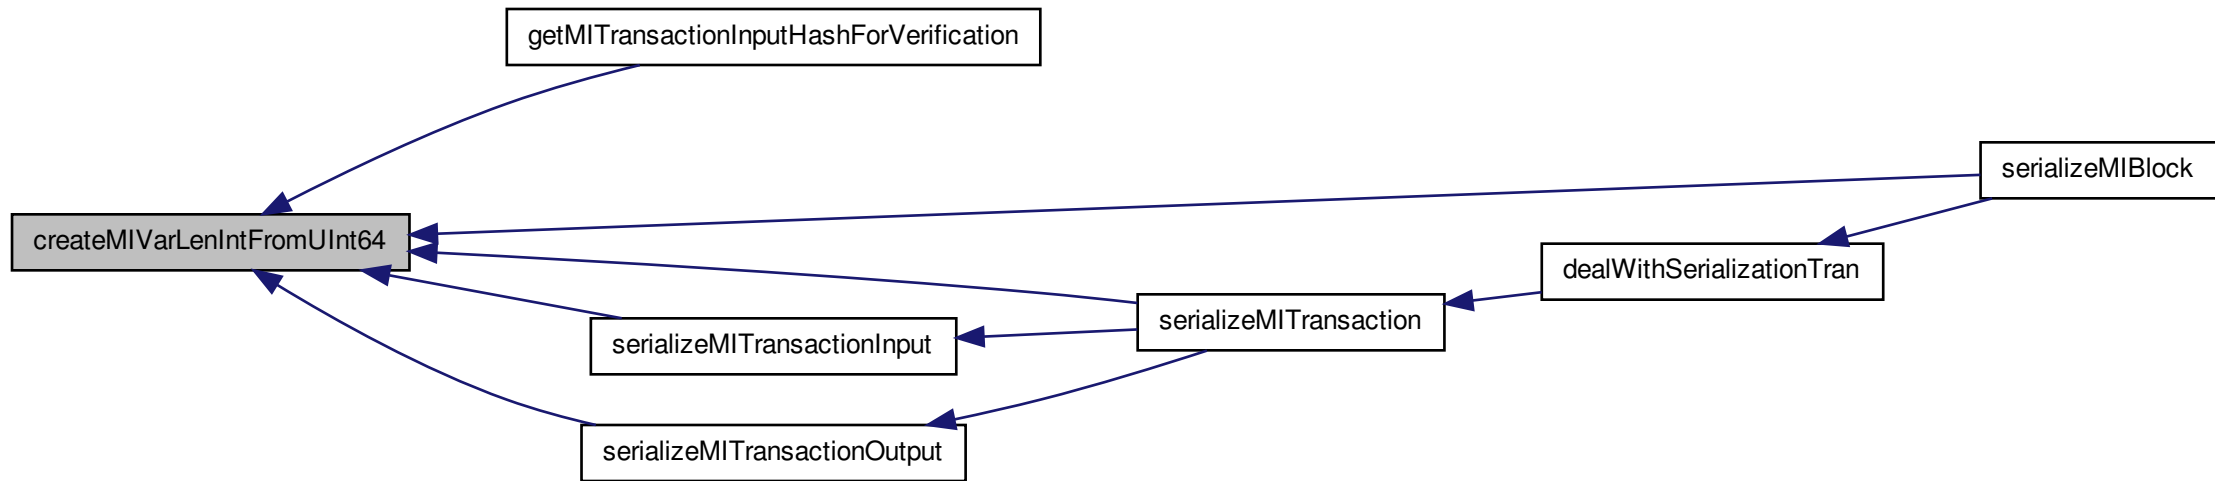 getMITransactionInputHashForVerification
serializeMIBlock
createMIVarLenIntFromUInt64
dealWithSerializationTran
serializeMITransaction
serializeMITransactionInput
serializeMITransactionOutput